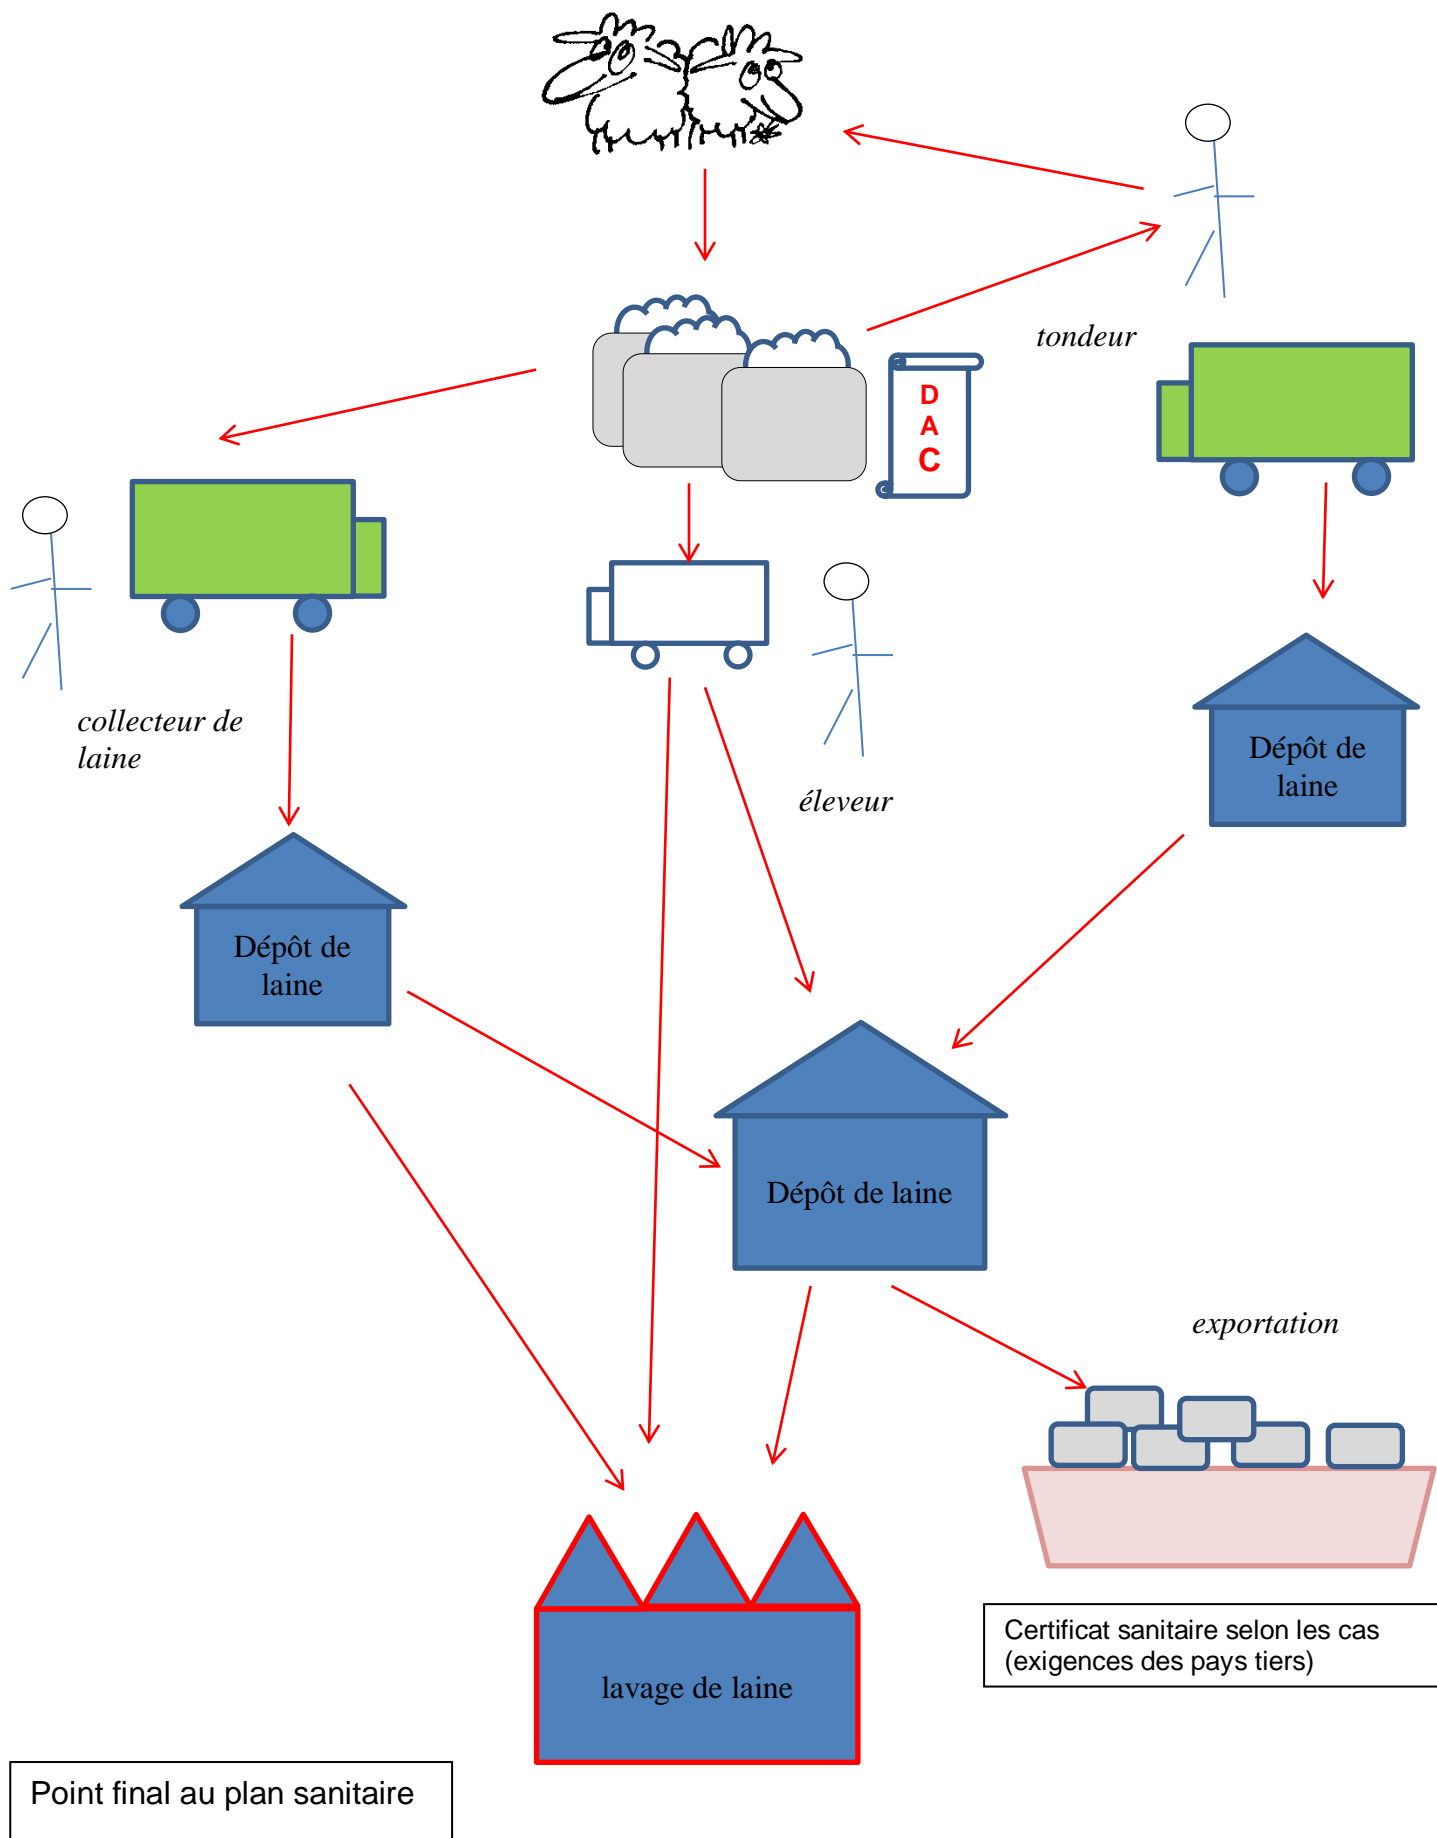 tondeur
D
A
C
collecteur de
laine
éleveur
Dépôt de
laine
Dépôt de
laine
Dépôt de laine
exportation
Certificat sanitaire selon les cas
(exigences des pays tiers)
lavage de laine
Point final au plan sanitaire